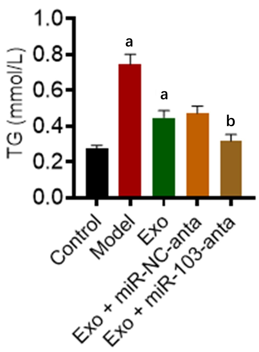 TG (mmol/L)
1.0
0.8
0.6
0.4
0.2
0.0
a
a
b
Control
Model
Exo
Exo + miR-NC-anta
Exo + miR-103-anta